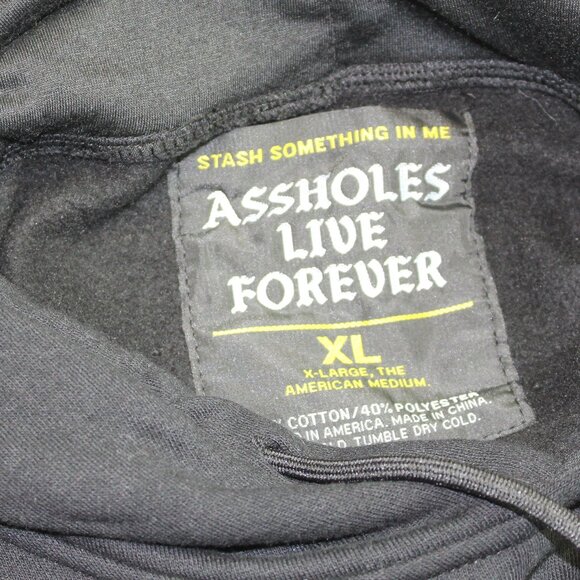 STASH SOMETHING IN ME
ASSHOLES
LIVE
FOREVER
XL
X-LARGE, THE
AMERICAN MEDIUM.
COTTON/40% POLYESTER
IN AMERICA. MADE IN CHINA.
TUMBLE DRY COLD.